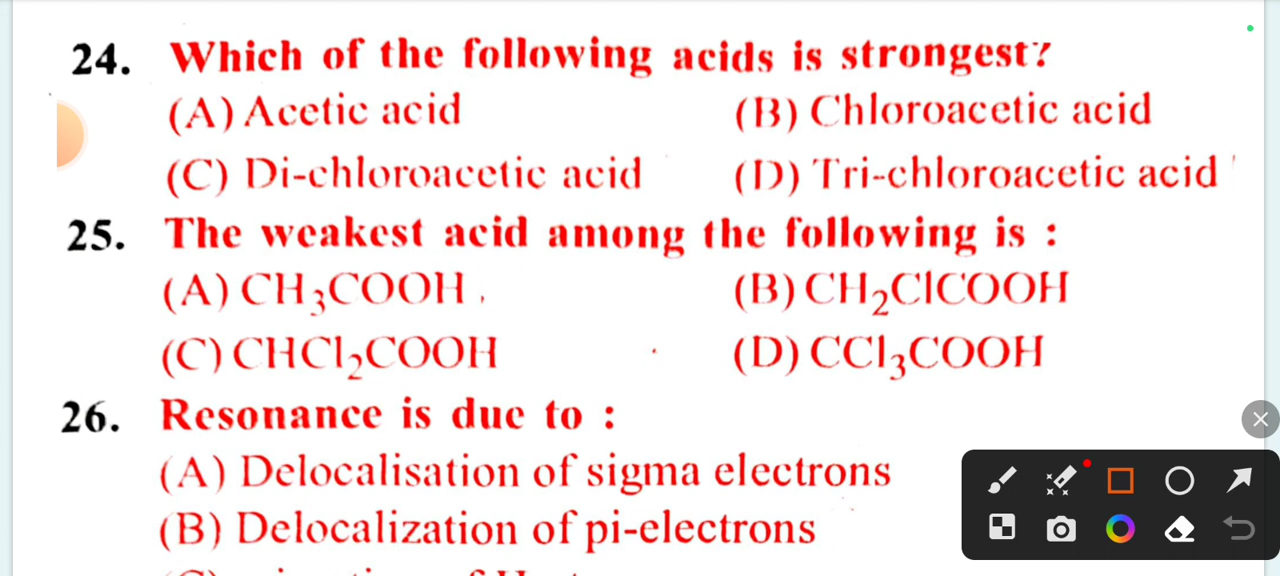 24. Which of the following acids is strongest?
(A) Acetic acid (B) Chloroacetic acid
(C) Di-chloroacetic acid (D) Tri-chloroacetic acid
25. The weakest acid among the following is :
(A) CH₃COOH (B) CH₂ClCOOH
(C) CHCl₂COOH (D) CCl₃COOH
26. Resonance is due to :
(A) Delocalisation of sigma electrons
(B) Delocalization of pi-electrons